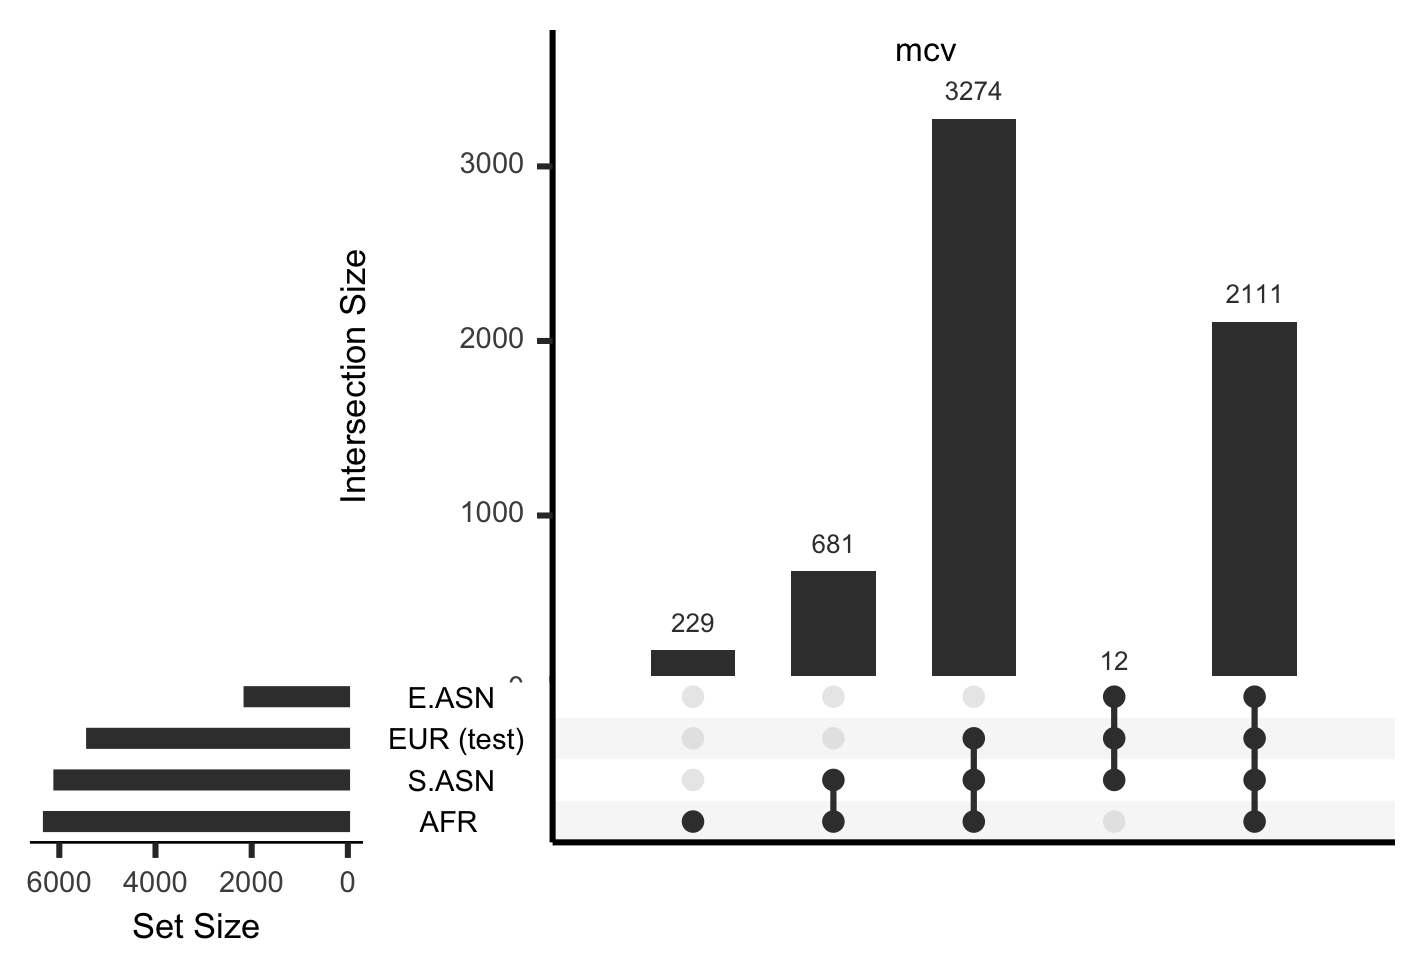 mcv
3274
3000
2111
2000
Intersection Size
1000
681
229
12
0
E.ASN
EUR (test)
S.ASN
AFR
6000 4000 2000 0
Set Size